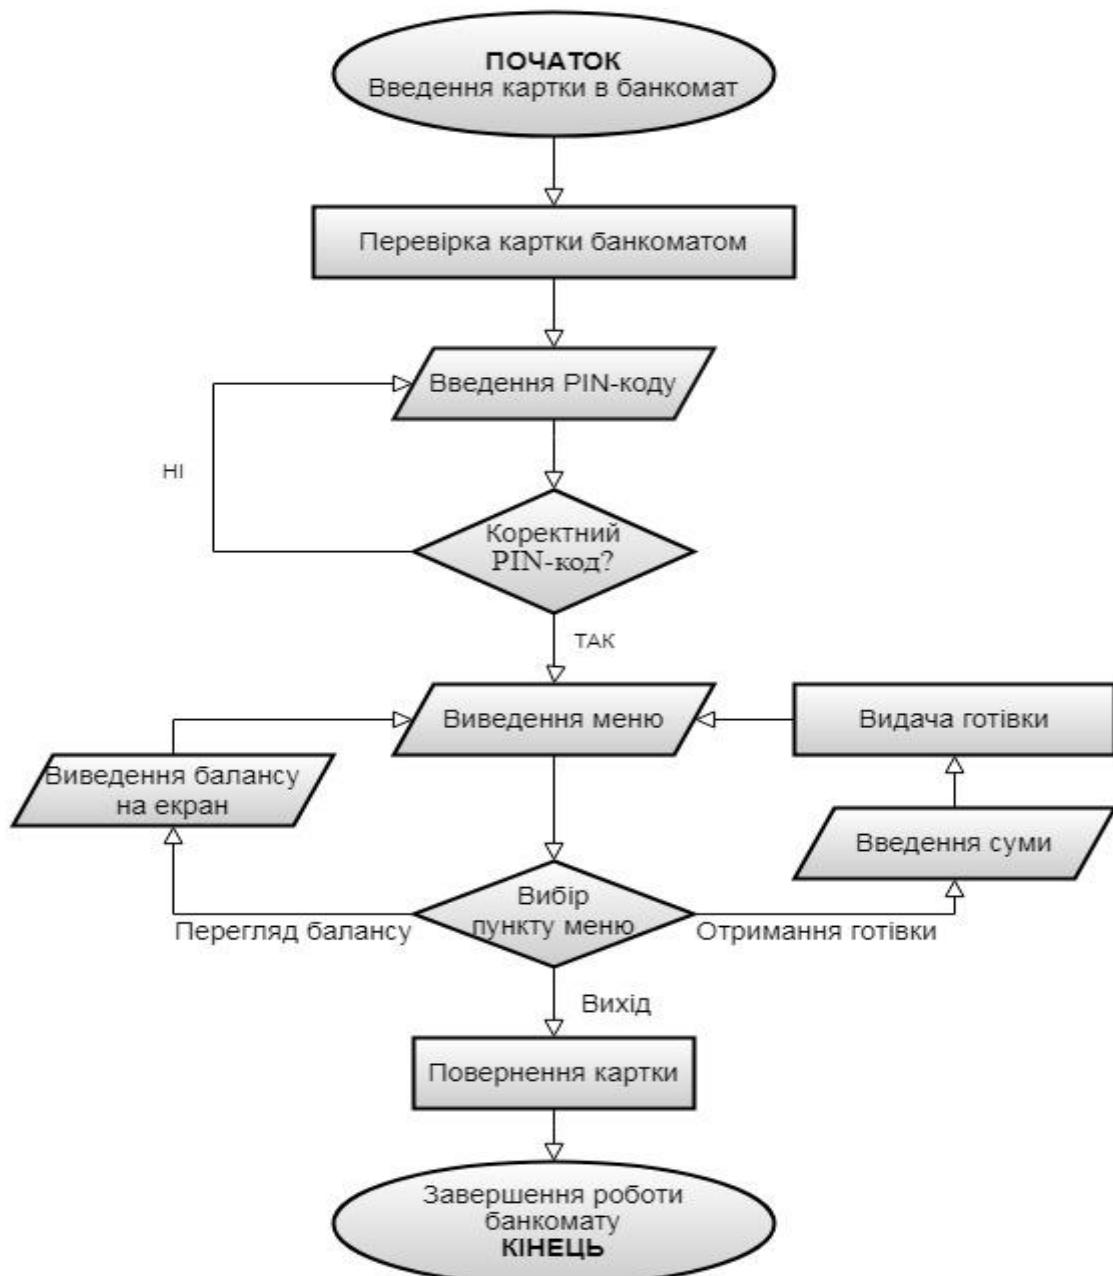 ПОЧАТОК
Введення картки в банкомат
Перевірка картки банкоматом
Введення PIN-коду
НІ
Коректний
PIN-код?
ТАК
Виведення меню
Видача готівки
Виведення балансу
на екран
Введення суми
Вибір
пункту меню
Перегляд балансу
Отримання готівки
Вихід
Повернення картки
Завершення роботи
банкомату
КІНЕЦЬ